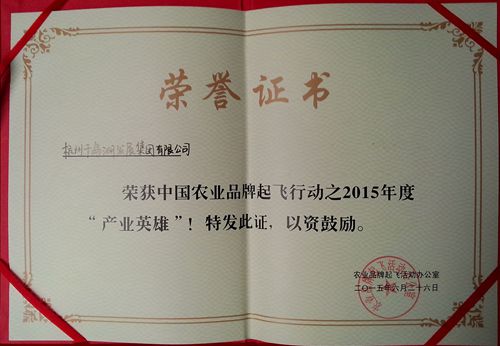 荣誉证书
杭州千岛湖发展集团有限公司
荣获中国农业品牌起飞行动之2015年度
“产业英雄”！特发此证，以资鼓励。
农业品牌起飞活动办公室
二〇一五年六月二十六日